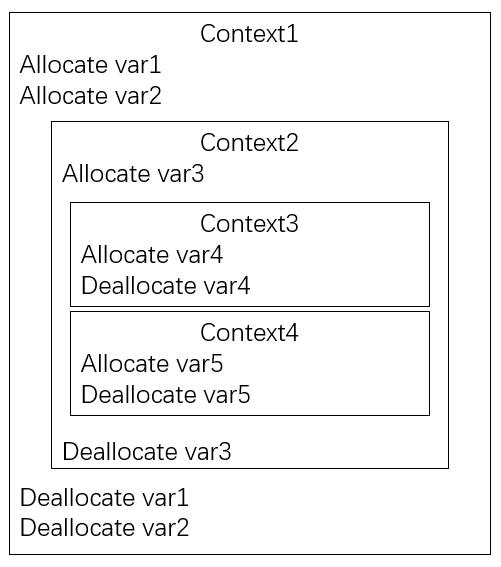 Context1
Allocate var1
Allocate var2
Context2
Allocate var3
Context3
Allocate var4
Deallocate var4
Context4
Allocate var5
Deallocate var5
Deallocate var3
Deallocate var1
Deallocate var2